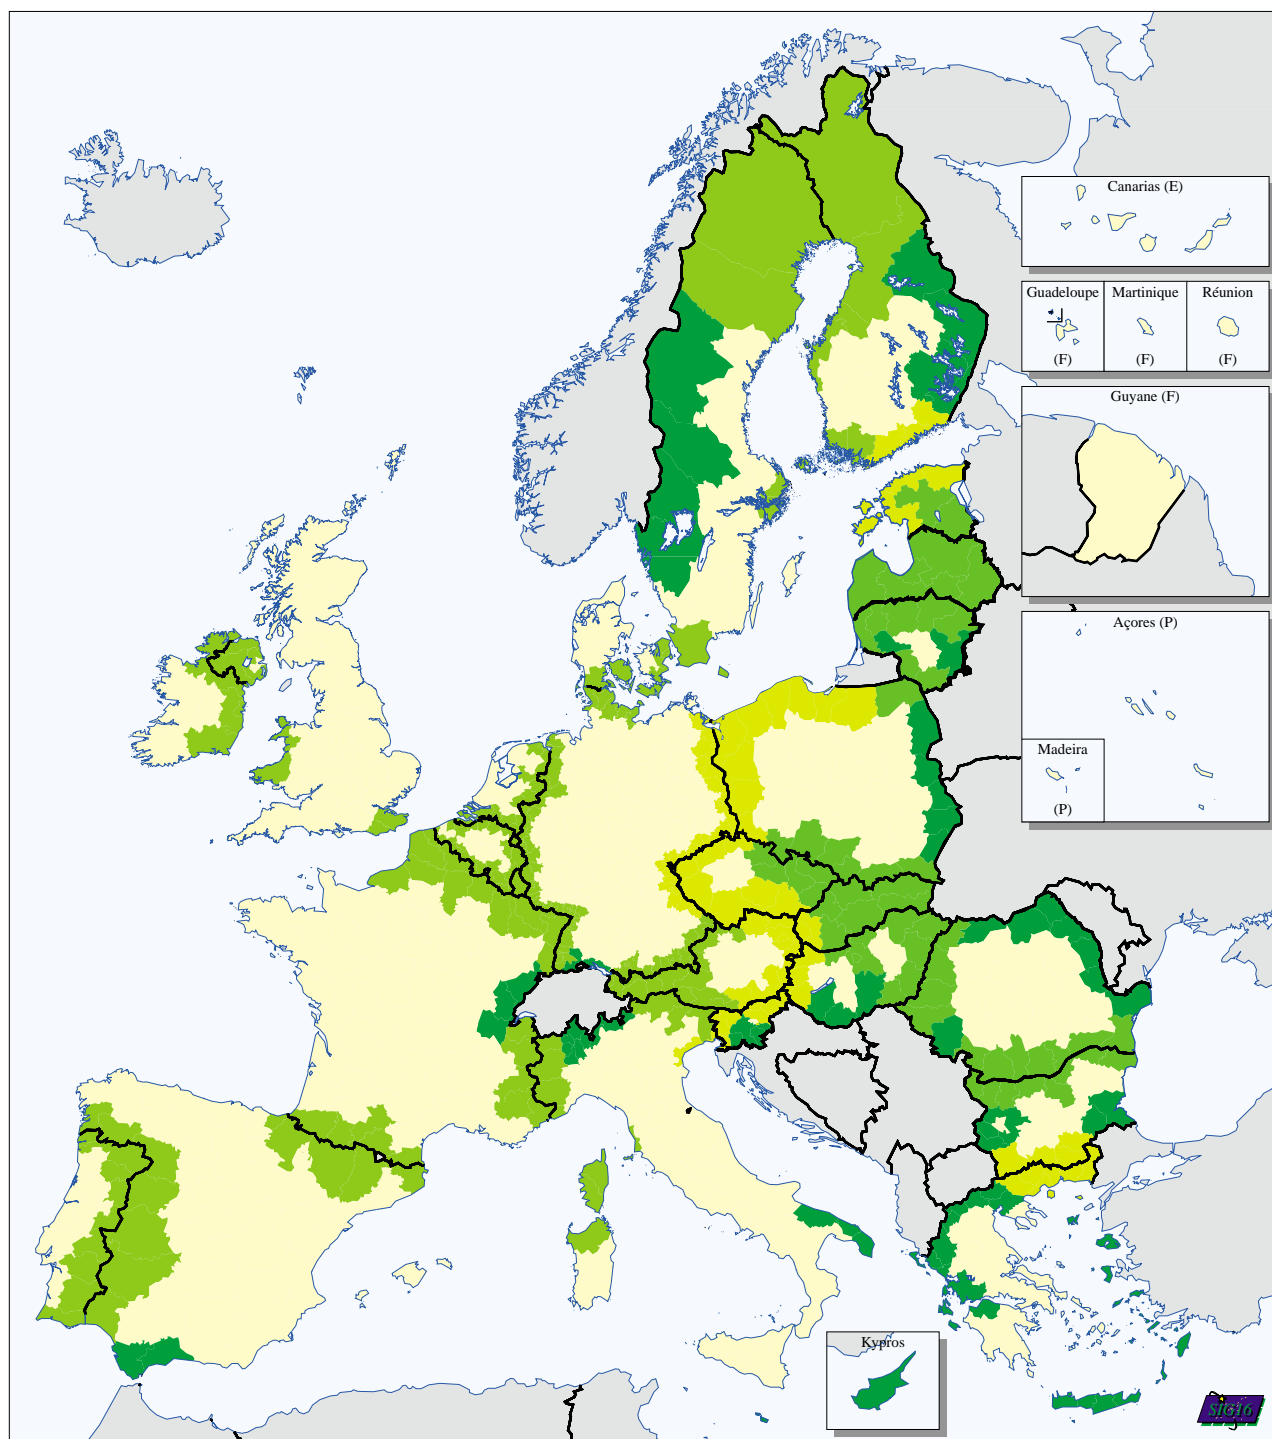 Canarias (E)
Guadeloupe
Martinique
Réunion
(F)
(F)
(F)
Guyane (F)
Açores (P)
Madeira
(P)
Kypros
SIG16